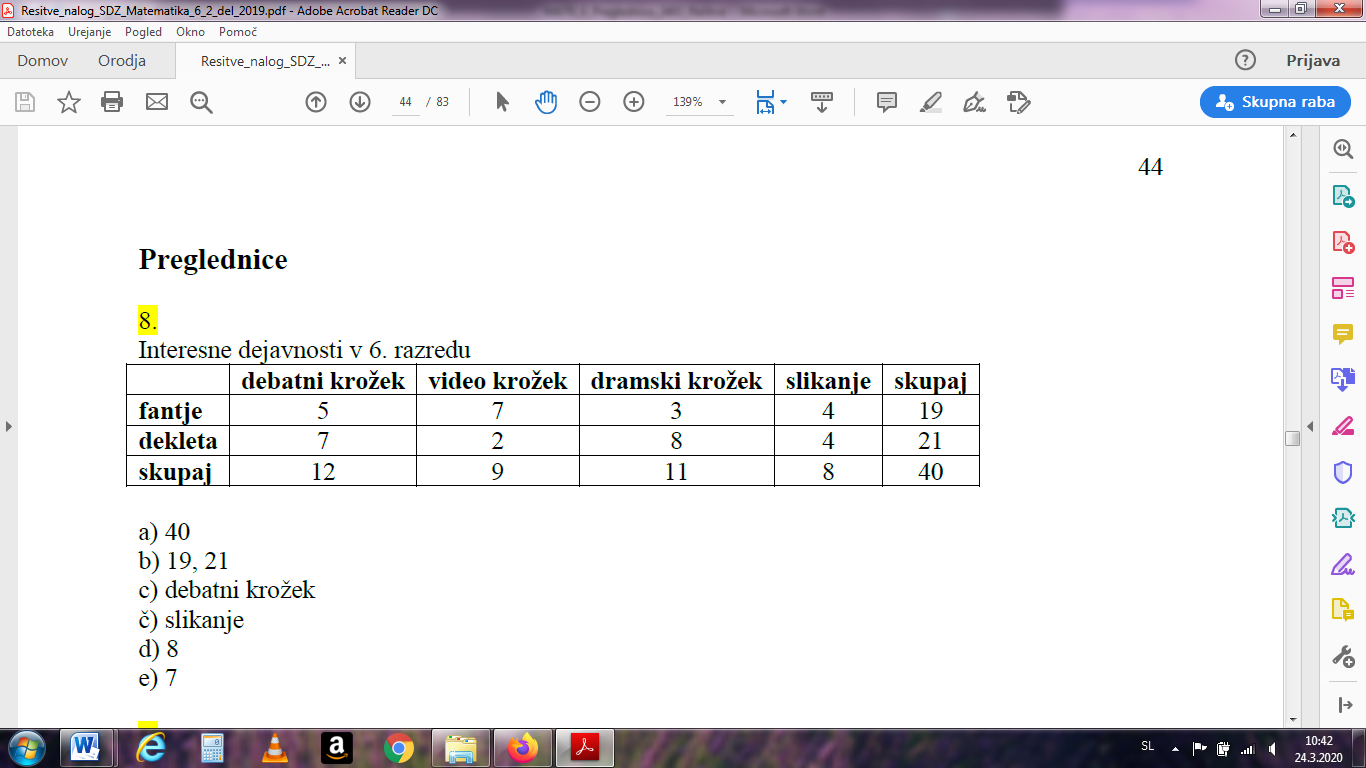 Resitve_nalog_SDZ_Matematika_6_2_del_2019.pdf - Adobe Acrobat Reader DC
Datoteka Urejanje Pogled Okno Pomoč
Domov Orodja Resitve_nalog_SDZ_... × Prijava
44 / 83 139% Skupna raba
44
Preglednice
8.
Interesne dejavnosti v 6. razredu
debatni krožek video krožek dramski krožek slikanje skupaj
fantje 5 7 3 4 19
dekleta 7 2 8 4 21
skupaj 12 9 11 8 40
a) 40
b) 19, 21
c) debatni krožek
č) slikanje
d) 8
e) 7
SL 10:42
24.3.2020